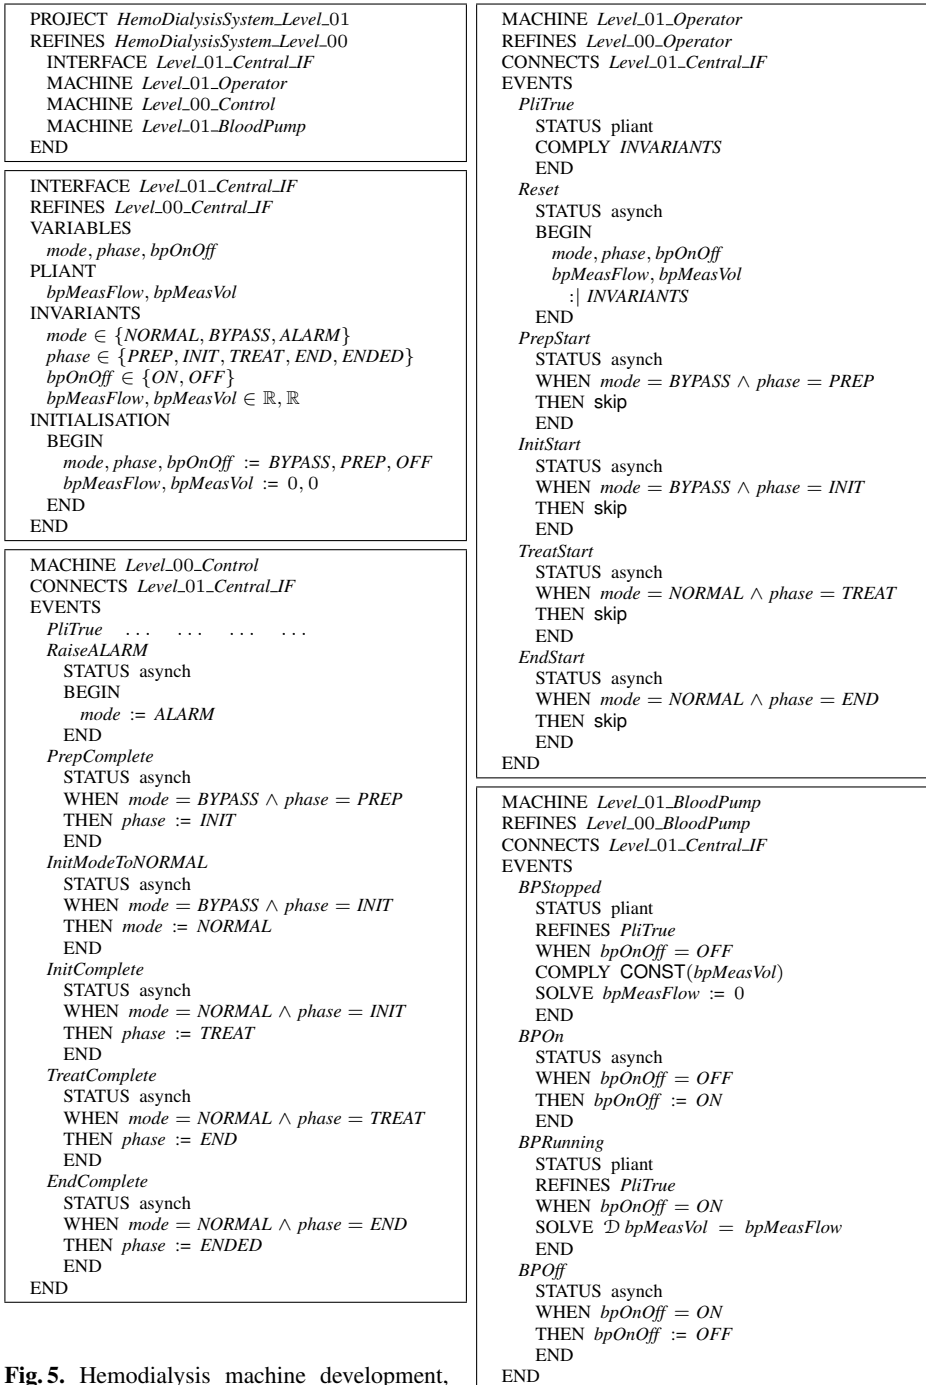 PROJECT HemoDialysisSystem_Level_01
REFINES HemoDialysisSystem_Level_00
INTERFACE Level_01_Central_IF
MACHINE Level_01_Operator
MACHINE Level_00_Control
MACHINE Level_01_BloodPump
END
INTERFACE Level_01_Central_IF
REFINES Level_00_Central_IF
VARIABLES
mode, phase, bpOnOff
PLIANT
bpMeasFlow, bpMeasVol
INVARIANTS
mode ∈ {NORMAL, BYPASS, ALARM}
phase ∈ {PREP, INIT, TREAT, END, ENDED}
bpOnOff ∈ {ON, OFF}
bpMeasFlow, bpMeasVol ∈ ℝ, ℝ
INITIALISATION
BEGIN
mode, phase, bpOnOff := BYPASS, PREP, OFF
bpMeasFlow, bpMeasVol := 0, 0
END
END
MACHINE Level_00_Control
CONNECTS Level_01_Central_IF
EVENTS
PliTrue ... ... ... ...
RaiseALARM
STATUS asynch
BEGIN
mode := ALARM
END
PrepComplete
STATUS asynch
WHEN mode = BYPASS ∧ phase = PREP
THEN phase := INIT
END
InitModeToNORMAL
STATUS asynch
WHEN mode = BYPASS ∧ phase = INIT
THEN mode := NORMAL
END
InitComplete
STATUS asynch
WHEN mode = NORMAL ∧ phase = INIT
THEN phase := TREAT
END
TreatComplete
STATUS asynch
WHEN mode = NORMAL ∧ phase = TREAT
THEN phase := END
END
EndComplete
STATUS asynch
WHEN mode = NORMAL ∧ phase = END
THEN phase := ENDED
END
END
Fig. 5. Hemodialysis machine development,
MACHINE Level_01_Operator
REFINES Level_00_Operator
CONNECTS Level_01_Central_IF
EVENTS
PliTrue
STATUS pliant
COMPLY INVARIANTS
END
Reset
STATUS asynch
BEGIN
mode, phase, bpOnOff
bpMeasFlow, bpMeasVol
:| INVARIANTS
END
PrepStart
STATUS asynch
WHEN mode = BYPASS ∧ phase = PREP
THEN skip
END
InitStart
STATUS asynch
WHEN mode = BYPASS ∧ phase = INIT
THEN skip
END
TreatStart
STATUS asynch
WHEN mode = NORMAL ∧ phase = TREAT
THEN skip
END
EndStart
STATUS asynch
WHEN mode = NORMAL ∧ phase = END
THEN skip
END
END
MACHINE Level_01_BloodPump
REFINES Level_00_BloodPump
CONNECTS Level_01_Central_IF
EVENTS
BPStopped
STATUS pliant
REFINES PliTrue
WHEN bpOnOff = OFF
COMPLY CONST(bpMeasVol)
SOLVE bpMeasFlow := 0
END
BPOn
STATUS asynch
WHEN bpOnOff = OFF
THEN bpOnOff := ON
END
BPRunning
STATUS pliant
REFINES PliTrue
WHEN bpOnOff = ON
SOLVE 𝒟 bpMeasVol = bpMeasFlow
END
BPOff
STATUS asynch
WHEN bpOnOff = ON
THEN bpOnOff := OFF
END
END